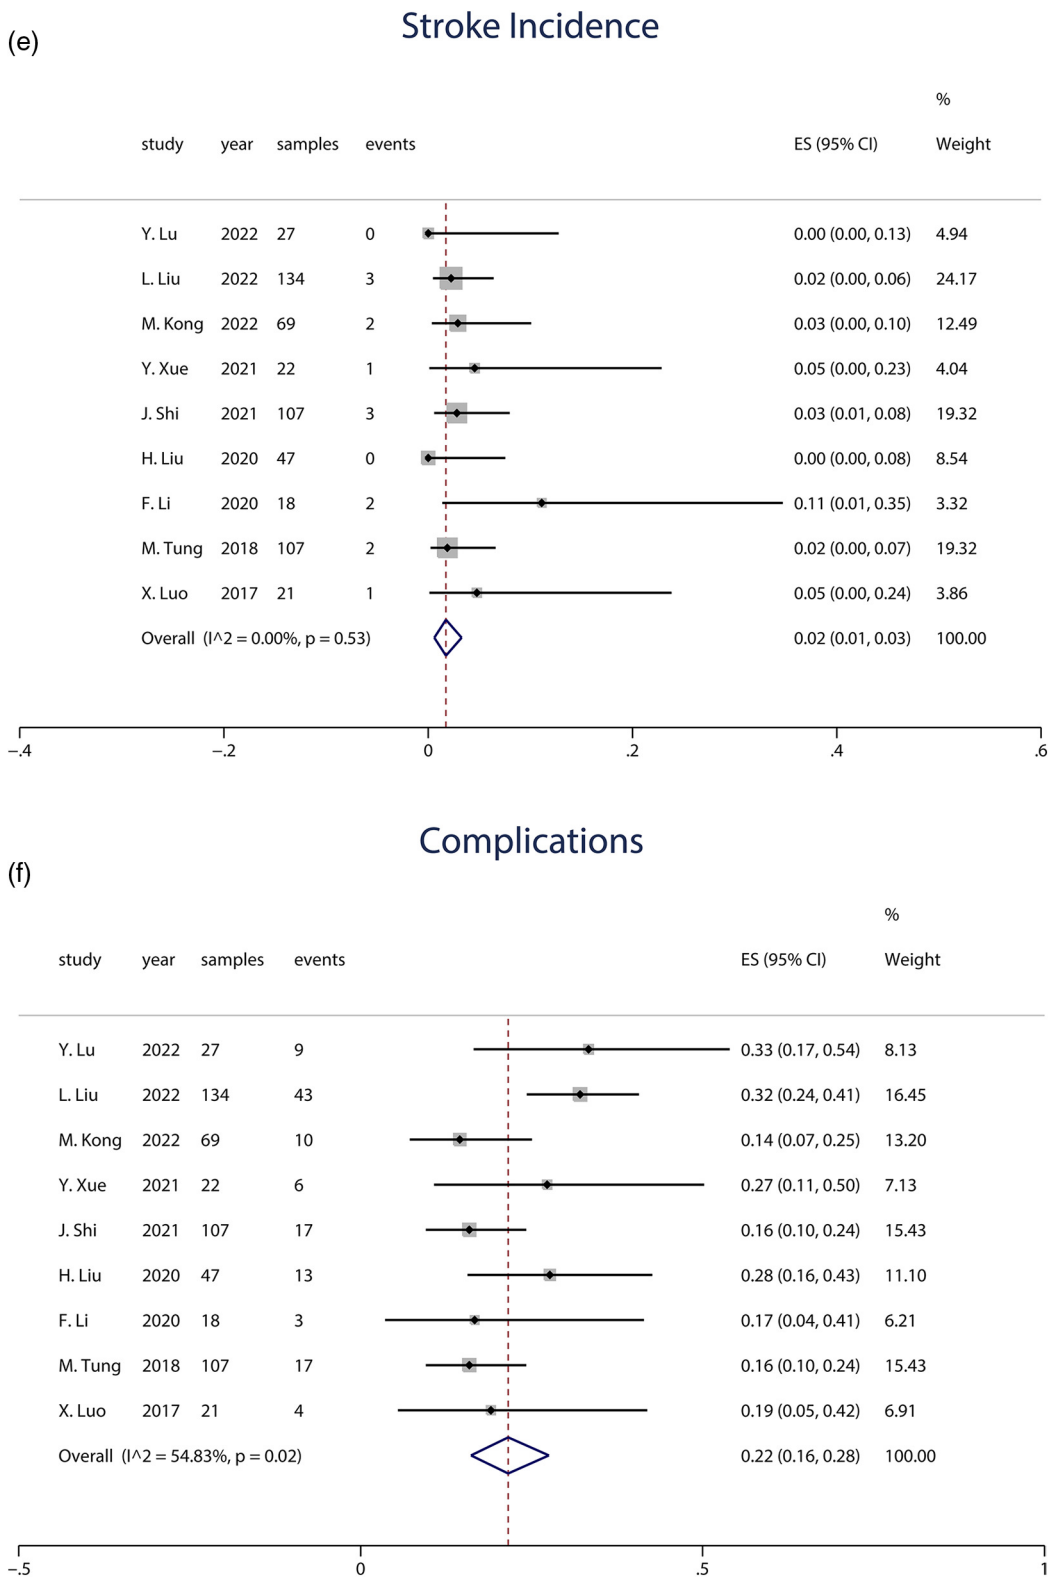 (e)
Stroke Incidence
%
study year samples events ES (95% CI) Weight
Y. Lu 2022 27 0 0.00 (0.00, 0.13) 4.94
L. Liu 2022 134 3 0.02 (0.00, 0.06) 24.17
M. Kong 2022 69 2 0.03 (0.00, 0.10) 12.49
Y. Xue 2021 22 1 0.05 (0.00, 0.23) 4.04
J. Shi 2021 107 3 0.03 (0.01, 0.08) 19.32
H. Liu 2020 47 0 0.00 (0.00, 0.08) 8.54
F. Li 2020 18 2 0.11 (0.01, 0.35) 3.32
M. Tung 2018 107 2 0.02 (0.00, 0.07) 19.32
X. Luo 2017 21 1 0.05 (0.00, 0.24) 3.86
Overall (I^2 = 0.00%, p = 0.53) 0.02 (0.01, 0.03) 100.00
−.4 −.2 0 .2 .4 .6
Complications
(f)
%
study year samples events ES (95% CI) Weight
Y. Lu 2022 27 9 0.33 (0.17, 0.54) 8.13
L. Liu 2022 134 43 0.32 (0.24, 0.41) 16.45
M. Kong 2022 69 10 0.14 (0.07, 0.25) 13.20
Y. Xue 2021 22 6 0.27 (0.11, 0.50) 7.13
J. Shi 2021 107 17 0.16 (0.10, 0.24) 15.43
H. Liu 2020 47 13 0.28 (0.16, 0.43) 11.10
F. Li 2020 18 3 0.17 (0.04, 0.41) 6.21
M. Tung 2018 107 17 0.16 (0.10, 0.24) 15.43
X. Luo 2017 21 4 0.19 (0.05, 0.42) 6.91
Overall (I^2 = 54.83%, p = 0.02) 0.22 (0.16, 0.28) 100.00
−.5 0 .5 1